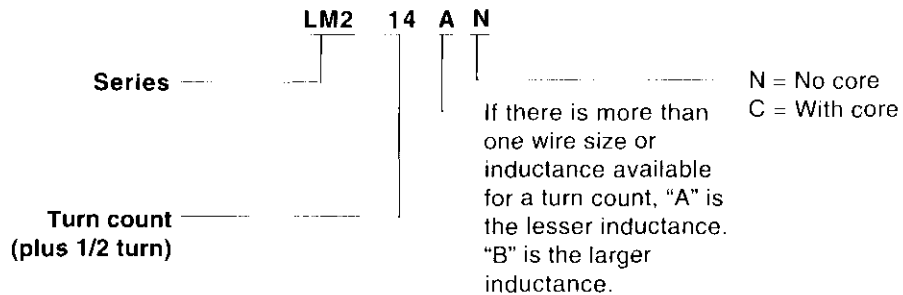 LM2 14 A N
Series
N = No core
C = With core
If there is more than
one wire size or
inductance available
for a turn count, “A” is
the lesser inductance.
“B” is the larger
inductance.
Turn count
(plus 1/2 turn)